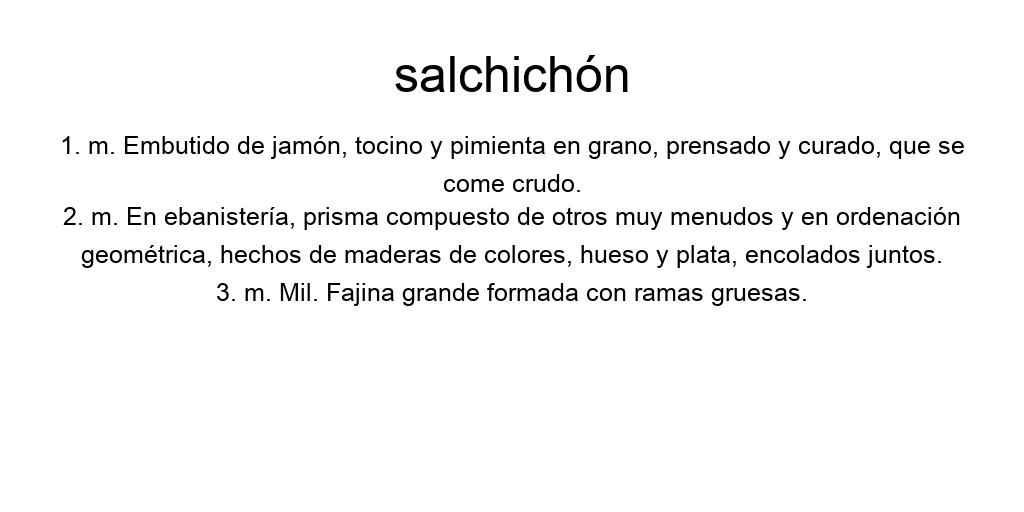 salchichón
1. m. Embutido de jamón, tocino y pimienta en grano, prensado y curado, que se
come crudo.
2. m. En ebanistería, prisma compuesto de otros muy menudos y en ordenación
geométrica, hechos de maderas de colores, hueso y plata, encolados juntos.
3. m. Mil. Fajina grande formada con ramas gruesas.